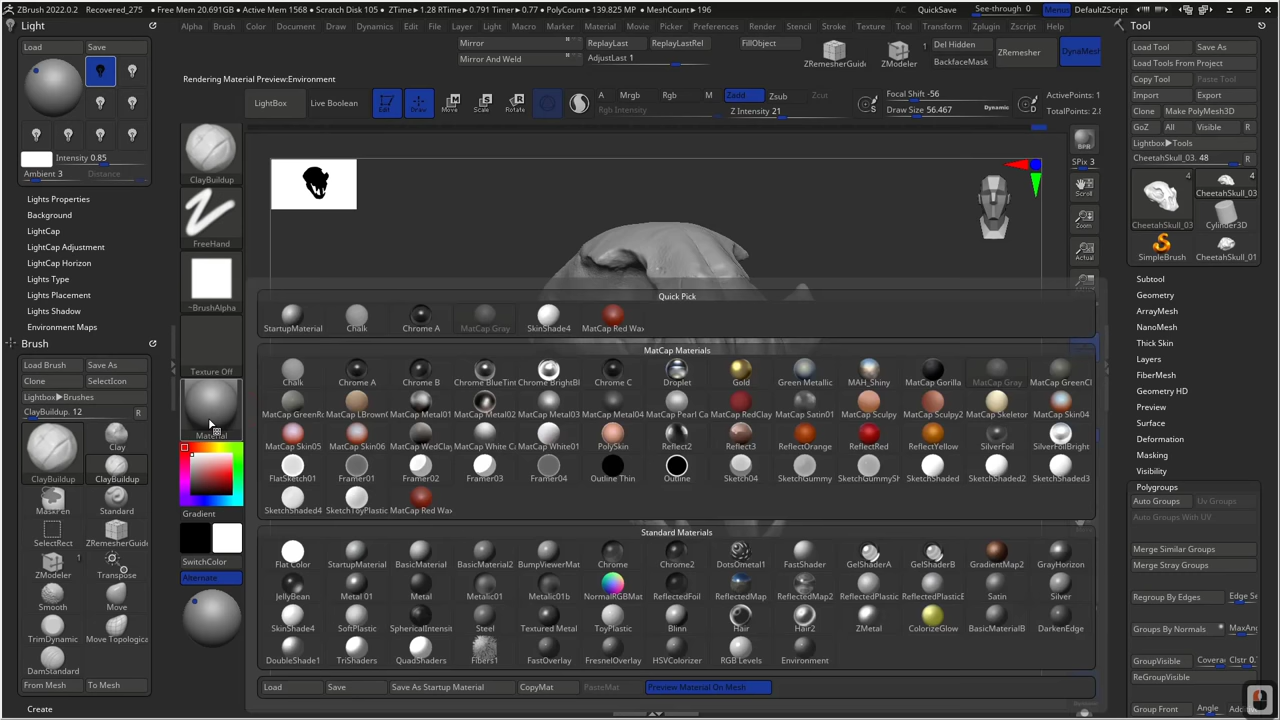 ZBrush 2022.0.2 Recovered_275 • Free Mem 20.691GB • Active Mem 1568 • Scratch Disk 105 • ZTime▸1.28 RTime▸0.791 Timer▸0.77 • PolyCount▸139.825 MP • MeshCount▸196 AC QuickSave See-through 0 Menus DefaultZScript
Alpha Brush Color Document Draw Dynamics Edit File Layer Light Macro Marker Material Movie Picker Preferences Render Stencil Stroke Texture Tool Transform Zplugin Zscript Help
Light
Load Save
Intensity 0.85
Ambient 3 Distance
Lights Properties
Background
LightCap
LightCap Adjustment
LightCap Horizon
Lights Type
Lights Placement
Lights Shadow
Environment Maps
Brush
Load Brush Save As
Clone SelectIcon
Lightbox▸Brushes
ClayBuildup. 12 R
Clay
ClayBuildup ClayBuildup
MaskPen Standard
SelectRect ZRemesherGuide
1
ZModeler Transpose
Smooth Move
TrimDynamic Move Topological
DamStandard
From Mesh To Mesh
Create
Rendering Material Preview:Environment
Mirror
Mirror And Weld
ReplayLast ReplayLastRel
AdjustLast 1
FillObject
ZRemesherGuide
1
ZModeler
Del Hidden
BackfaceMask
ZRemesher DynaMesh
LightBox Live Boolean
Edit Draw Move Scale Rotate
A Mrgb Rgb M
Rgb Intensity
Zadd Zsub Zcut
Z Intensity 21
S
Focal Shift -56
Draw Size 56.467 Dynamic
D
ActivePoints: 1
TotalPoints: 2.
ClayBuildup
FreeHand
~BrushAlpha
Texture Off
Material
Gradient
SwitchColor
Alternate
BPR
SPix 3
Scroll
Zoom
Actual
Quick Pick
StartupMaterial Chalk Chrome A MatCap Gray SkinShade4 MatCap Red Wax
MatCap Materials
Chalk Chrome A Chrome B Chrome BlueTint Chrome BrightBl Chrome C Droplet Gold Green Metallic MAH_Shiny MatCap Gorilla MatCap Gray MatCap GreenCl
MatCap GreenRo MatCap LBrown0 MatCap Metal01 MatCap Metal02 MatCap Metal03 MatCap Metal04 MatCap Pearl Ca MatCap RedClay MatCap Satin01 MatCap Sculpy MatCap Sculpy2 MatCap Skeleton MatCap Skin04
MatCap Skin05 MatCap Skin06 MatCap WedClay MatCap White C MatCap White01 PolySkin Reflect2 Reflect3 ReflectOrange ReflectRed ReflectYellow SilverFoil SilverFoilBright
FlatSketch01 Framer01 Framer02 Framer03 Framer04 Outline Thin Outline Sketch04 SketchGummy SketchGummySh SketchShaded SketchShaded2 SketchShaded3
SketchShaded4 SketchToyPlastic MatCap Red Wax
Standard Materials
Flat Color StartupMaterial BasicMaterial BasicMaterial2 BumpViewerMat Chrome Chrome2 DotsOmetal1 FastShader GelShaderA GelShaderB GradientMap2 GrayHorizon
JellyBean Metal 01 Metal Metalic01 Metalic01b NormalRGBMat ReflectedFoil ReflectedMap ReflectedMap2 ReflectedPlastic ReflectedPlasticB Satin Silver
SkinShade4 SoftPlastic SphericalIntensit Steel Textured Metal ToyPlastic Blinn Hair Hair2 ZMetal ColorizeGlow BasicMaterialB DarkenEdge
DoubleShade1 TriShaders QuadShaders Fibers1 FastOverlay FresnelOverlay HSVColorizer RGB Levels Environment
Load Save Save As Startup Material CopyMat PasteMat Preview Material On Mesh
Tool
Load Tool Save As
Load Tools From Project
Copy Tool Paste Tool
Import Export
Clone Make PolyMesh3D
GoZ All Visible R
Lightbox▸Tools
CheetahSkull_03. 48 R
4 4
CheetahSkull_03
CheetahSkull_03 Cylinder3D
SimpleBrush CheetahSkull_01
Subtool
Geometry
ArrayMesh
NanoMesh
Thick Skin
Layers
FiberMesh
Geometry HD
Preview
Surface
Deformation
Masking
Visibility
Polygroups
Auto Groups Uv Groups
Auto Groups With UV
Merge Similar Groups
Merge Stray Groups
Regroup By Edges Edge Se
Groups By Normals MaxAng
GroupVisible Covera Clstr 0.
ReGroupVisible
Group Front Angle